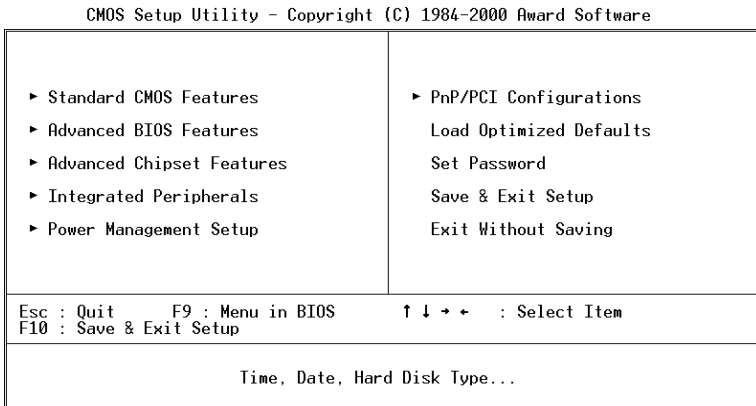 CMOS Setup Utility - Copyright (C) 1984-2000 Award Software
► Standard CMOS Features
► Advanced BIOS Features
► Advanced Chipset Features
► Integrated Peripherals
► Power Management Setup
► PnP/PCI Configurations
Load Optimized Defaults
Set Password
Save & Exit Setup
Exit Without Saving
Esc : Quit F9 : Menu in BIOS ↑ ↓ → ← : Select Item
F10 : Save & Exit Setup
Time, Date, Hard Disk Type...